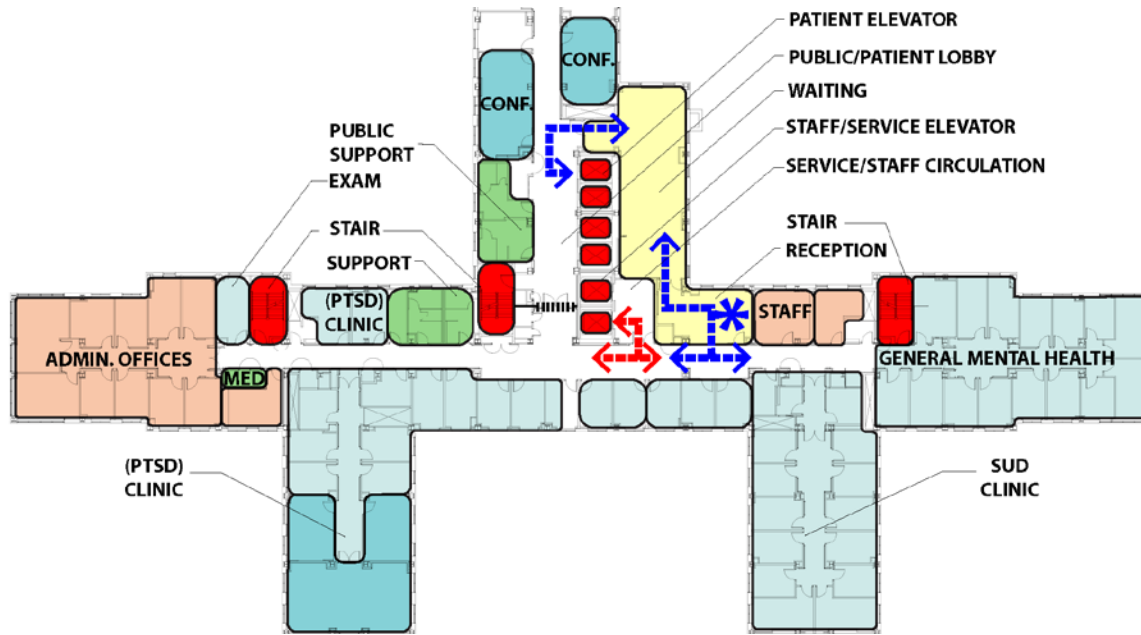 PATIENT ELEVATOR
PUBLIC/PATIENT LOBBY
WAITING
STAFF/SERVICE ELEVATOR
SERVICE/STAFF CIRCULATION
STAIR
RECEPTION
CONF.
CONF.
PUBLIC
SUPPORT
EXAM
STAIR
SUPPORT
(PTSD)
CLINIC
STAFF
ADMIN. OFFICES
MED
GENERAL MENTAL HEALTH
(PTSD)
CLINIC
SUD
CLINIC